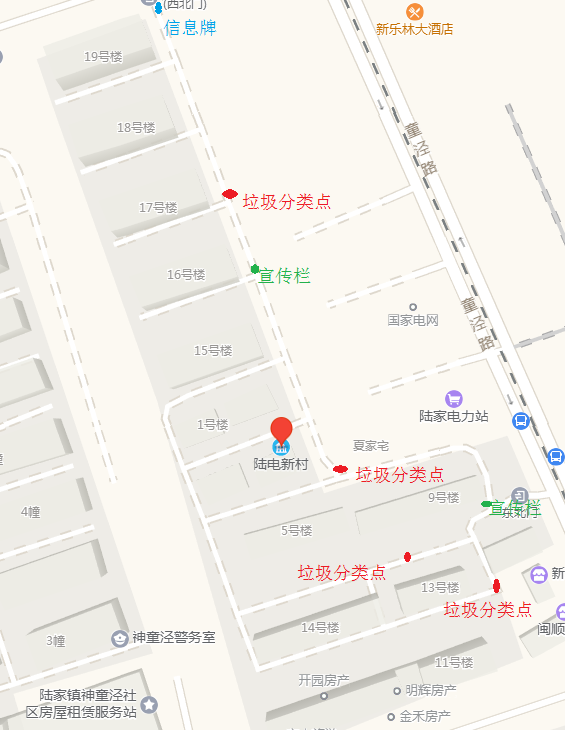 (西北门)
信息牌
新乐林大酒店
19号楼
18号楼
童泾路
垃圾分类点
17号楼
宣传栏
16号楼
国家电网
童泾路
15号楼
陆家电力站
1号楼
夏家宅
陆电新村
垃圾分类点
9号楼
宣传栏
东北门
4幢
5号楼
垃圾分类点
13号楼
新
垃圾分类点
14号楼
闽顺
3幢
神童泾警务室
11号楼
开园房产
明辉房产
陆家镇神童泾社
区房屋租赁服务站
金禾房产